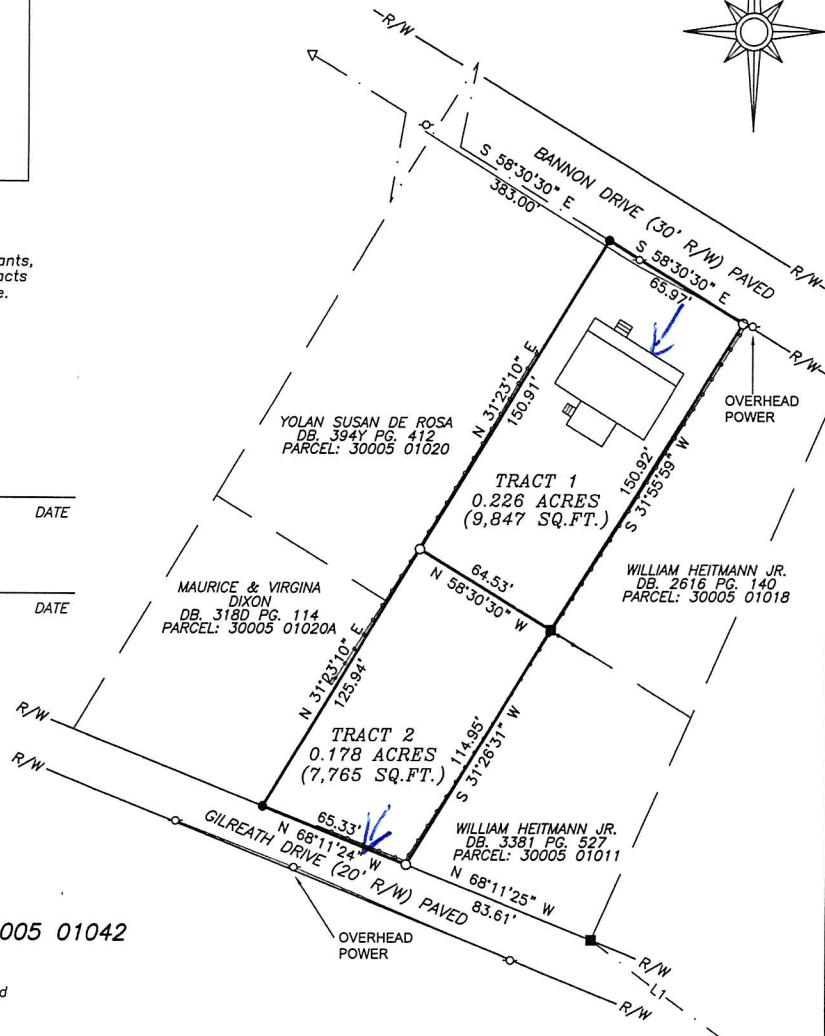 R/W
S 58°30'30" E
383.00'
BANNON DRIVE (30' R/W) PAVED
S 58°30'30" E
65.97'
R/W
R/W
OVERHEAD
POWER
ants,
acts
e.
N 31°23'10" E
150.91'
YOLAN SUSAN DE ROSA
DB. 394Y PG. 412
PARCEL: 30005 01020
TRACT 1
0.226 ACRES
(9,847 SQ.FT.)
150.92'
S 31°55'59" W
DATE
64.53'
N 58°30'30" W
WILLIAM HEITMANN JR.
DB. 2616 PG. 140
PARCEL: 30005 01018
MAURICE & VIRGINA
DIXON
DB. 318D PG. 114
PARCEL: 30005 01020A
DATE
N 31°23'10" E
125.94'
R/W
R/W
TRACT 2
0.178 ACRES
(7,765 SQ.FT.)
114.95'
S 31°26'31" W
65.33'
N 68°11'24" W
GILREATH DRIVE (20' R/W) PAVED
WILLIAM HEITMANN JR.
DB. 3381 PG. 527
PARCEL: 30005 01011
N 68°11'25" W
83.61'
005 01042
OVERHEAD
POWER
R/W
L1
R/W
d